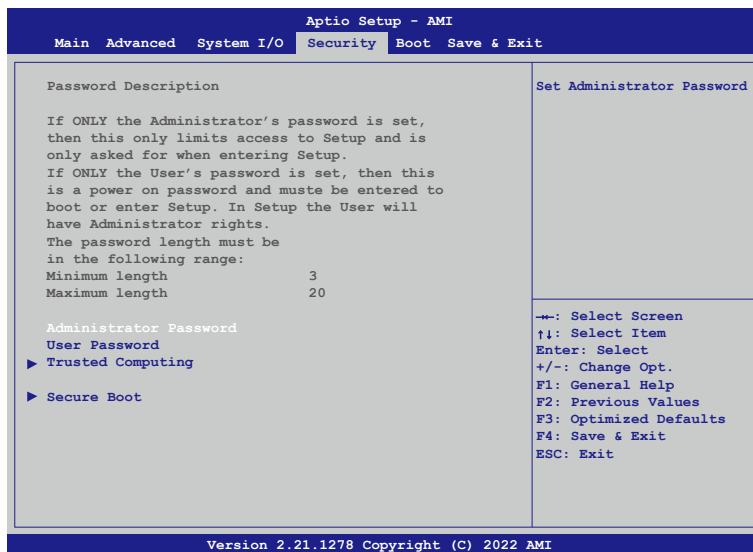 Aptio Setup - AMI
Main Advanced System I/O Security Boot Save & Exit
Password Description
If ONLY the Administrator's password is set,
then this only limits access to Setup and is
only asked for when entering Setup.
If ONLY the User's password is set, then this
is a power on password and muste be entered to
boot or enter Setup. In Setup the User will
have Administrator rights.
The password length must be
in the following range:
Minimum length 3
Maximum length 20
Administrator Password
User Password
▶ Trusted Computing
▶ Secure Boot
Set Administrator Password
→←: Select Screen
↑↓: Select Item
Enter: Select
+/-: Change Opt.
F1: General Help
F2: Previous Values
F3: Optimized Defaults
F4: Save & Exit
ESC: Exit
Version 2.21.1278 Copyright (C) 2022 AMI